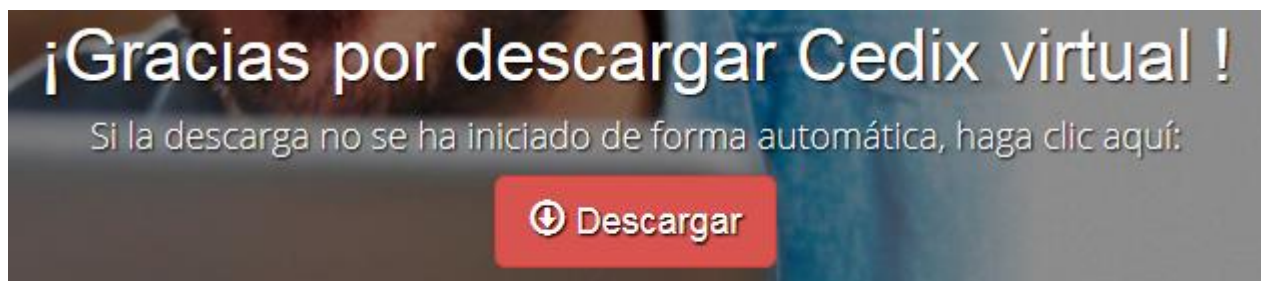 ¡Gracias por descargar Cedix virtual !
Si la descarga no se ha iniciado de forma automática, haga clic aquí:
Descargar